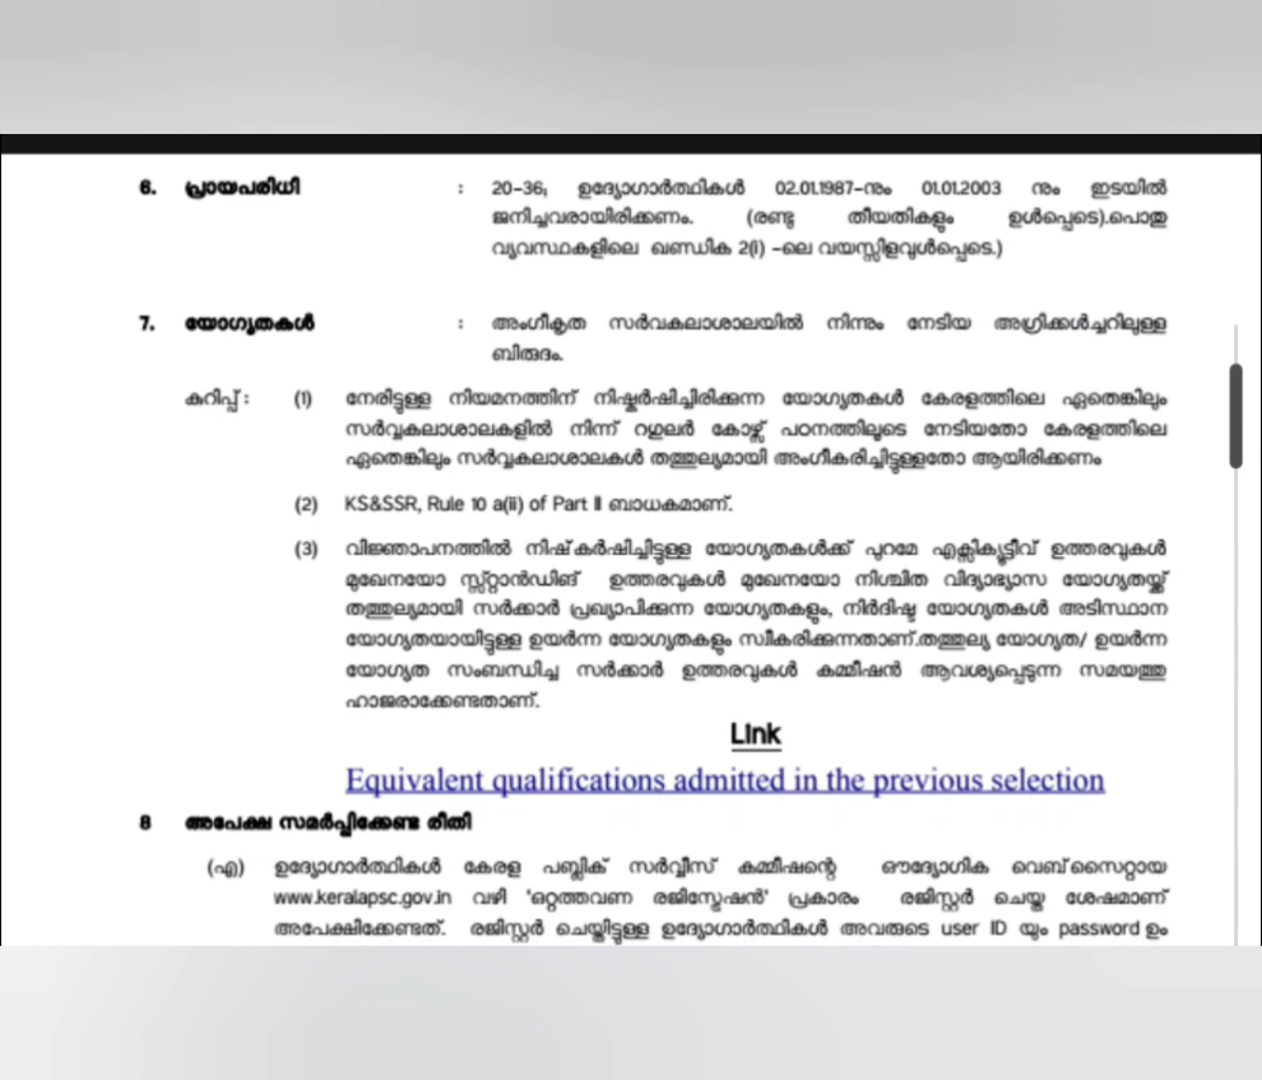 6. പ്രായപരിധി : 20-36; ഉദ്യോഗാർത്ഥികൾ 02.01.1987-നും 01.01.2003 നും ഇടയിൽ
ജനിച്ചവരായിരിക്കണം. (രണ്ടു തീയതികളും ഉൾപ്പെടെ).പൊതു
വ്യവസ്ഥകളിലെ ഖണ്ഡിക 2(i) -ലെ വയസ്സിളവുൾപ്പെടെ.)
7. യോഗ്യതകൾ : അംഗീകൃത സർവകലാശാലയിൽ നിന്നും നേടിയ അഗ്രിക്കൾച്ചറിലുള്ള
ബിരുദം.
കുറിപ്പ് : (1) നേരിട്ടുള്ള നിയമനത്തിന് നിഷ്കർഷിച്ചിരിക്കുന്ന യോഗ്യതകൾ കേരളത്തിലെ ഏതെങ്കിലും
സർവ്വകലാശാലകളിൽ നിന്ന് റഗുലർ കോഴ്സ് പഠനത്തിലൂടെ നേടിയതോ കേരളത്തിലെ
ഏതെങ്കിലും സർവ്വകലാശാലകൾ തത്തുല്യമായി അംഗീകരിച്ചിട്ടുള്ളതോ ആയിരിക്കണം
(2) KS&SSR, Rule 10 a(ii) of Part II ബാധകമാണ്.
(3) വിജ്ഞാപനത്തിൽ നിഷ്കർഷിച്ചിട്ടുള്ള യോഗ്യതകൾക്ക് പുറമേ എക്സിക്യൂട്ടീവ് ഉത്തരവുകൾ
മുഖേനയോ സ്സ്റ്റാൻഡിങ് ഉത്തരവുകൾ മുഖേനയോ നിശ്ചിത വിദ്യാഭ്യാസ യോഗ്യതയ്ക്ക്
തത്തുല്യമായി സർക്കാർ പ്രഖ്യാപിക്കുന്ന യോഗ്യതകളും, നിർദിഷ്ട യോഗ്യതകൾ അടിസ്ഥാന
യോഗ്യതയായിട്ടുള്ള ഉയർന്ന യോഗ്യതകളും സ്വീകരിക്കുന്നതാണ്.തത്തുല്യ യോഗ്യത/ ഉയർന്ന
യോഗ്യത സംബന്ധിച്ച സർക്കാർ ഉത്തരവുകൾ കമ്മീഷൻ ആവശ്യപ്പെടുന്ന സമയത്തു
ഹാജരാക്കേണ്ടതാണ്.
Link
Equivalent qualifications admitted in the previous selection
8 അപേക്ഷ സമർപ്പിക്കേണ്ട രീതി
(എ) ഉദ്യോഗാർത്ഥികൾ കേരള പബ്ലിക് സർവ്വീസ് കമ്മീഷന്റെ ഔദ്യോഗിക വെബ്സൈറ്റായ
www.keralapsc.gov.in വഴി 'ഒറ്റത്തവണ രജിസ്ട്രേഷൻ' പ്രകാരം രജിസ്റ്റർ ചെയ്ത ശേഷമാണ്
അപേക്ഷിക്കേണ്ടത്. രജിസ്റ്റർ ചെയ്തിട്ടുള്ള ഉദ്യോഗാർത്ഥികൾ അവരുടെ user ID യും password ഉം